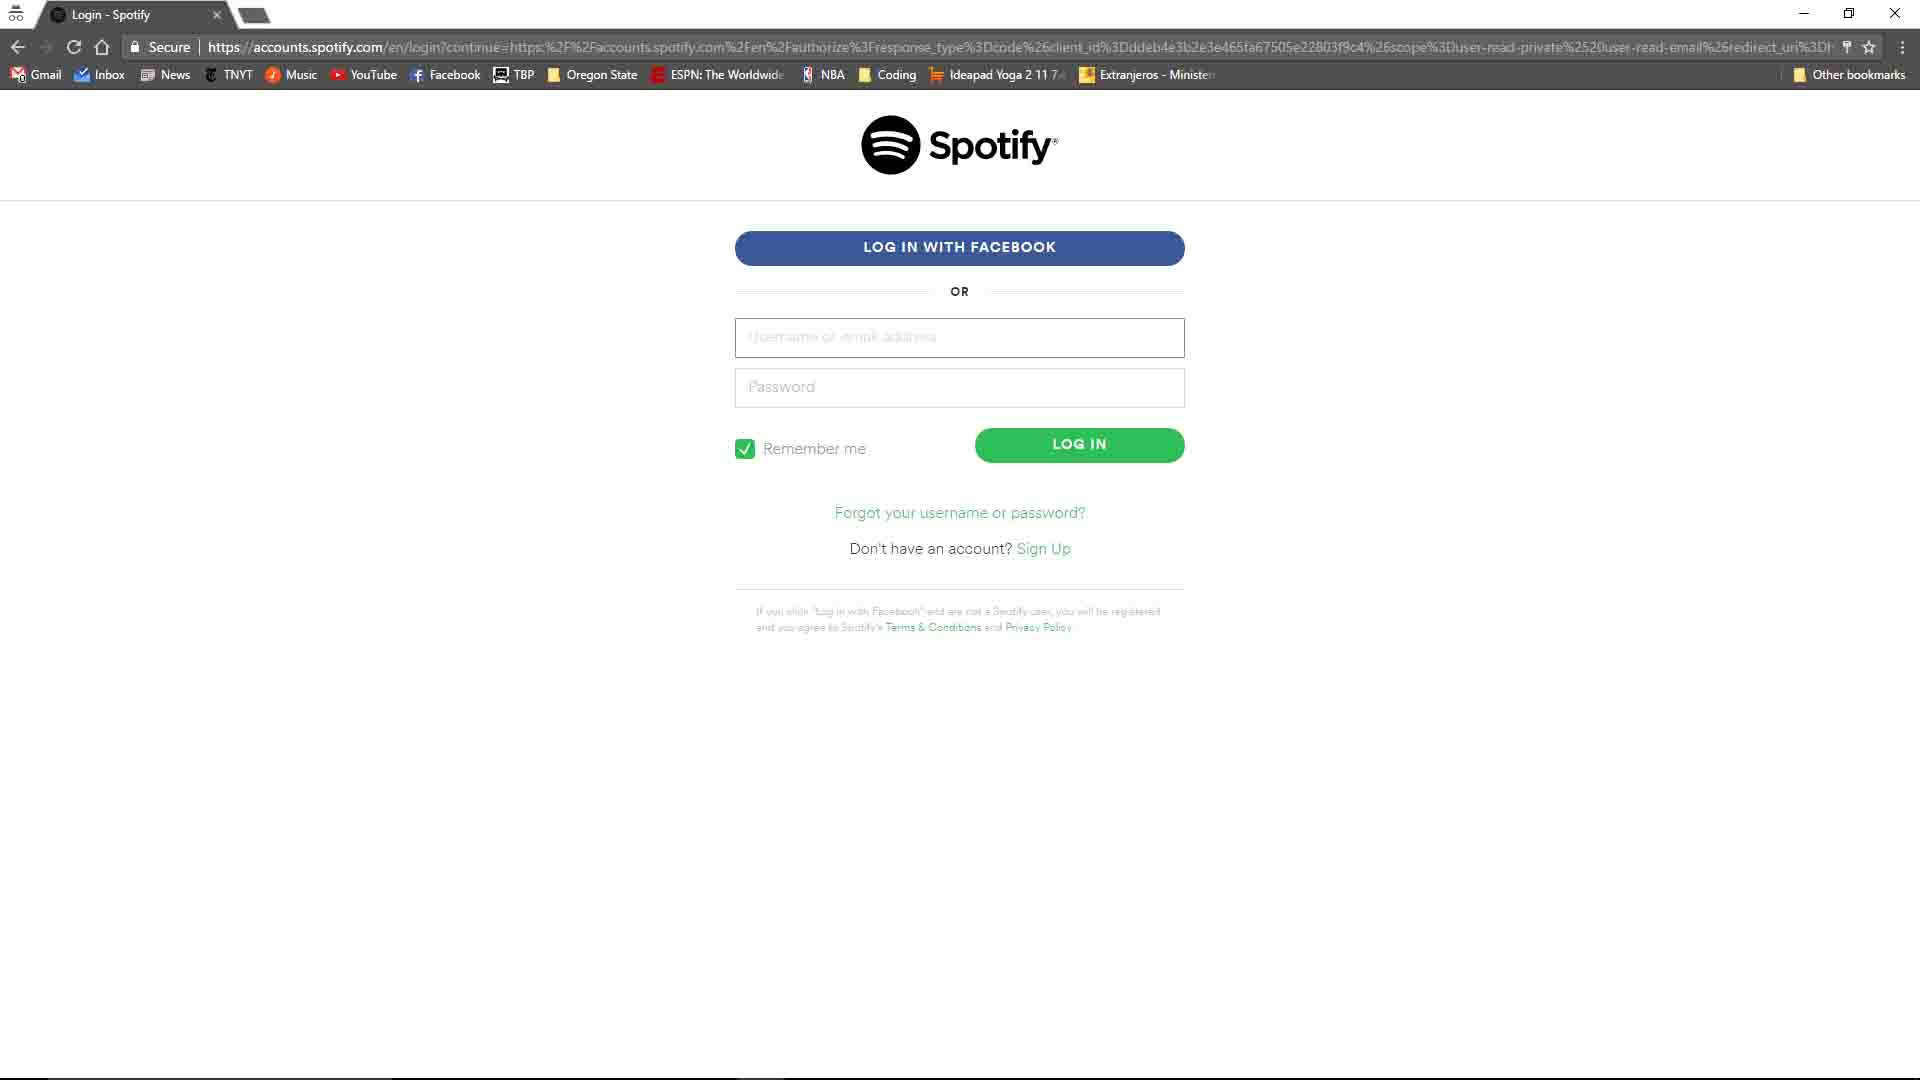 Login - Spotify
Secure https://accounts.spotify.com/en/login?continue=https:%2F%2Faccounts.spotify.com%2Fen%2Fauthorize%3Fresponse_type%3Dcode%26client_id%3Dddeb4e3b2e3e465fa67505e22803f9c4%26scope%3Duser-read-private%2520user-read-email%26redirect_uri%3Dh
Gmail Inbox News TNYT Music YouTube Facebook TBP Oregon State ESPN: The Worldwide NBA Coding Ideapad Yoga 2 11 7 Extranjeros - Minister Other bookmarks
Spotify®
LOG IN WITH FACEBOOK
OR
Username or email address
Password
Remember me LOG IN
Forgot your username or password?
Don't have an account? Sign Up
If you click "Log in with Facebook" and are not a Spotify user, you will be registered
and you agree to Spotify's Terms & Conditions and Privacy Policy